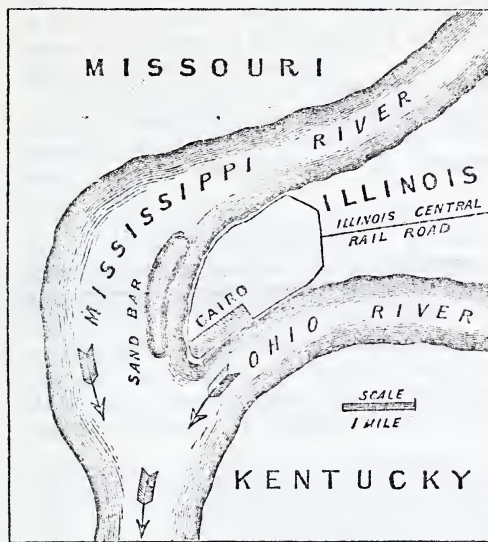 MISSOURI
MISSISSIPPI RIVER
ILLINOIS
ILLINOIS CENTRAL
RAIL ROAD
SAND BAR
CAIRO
OHIO RIVER
SCALE
1 MILE
KENTUCKY